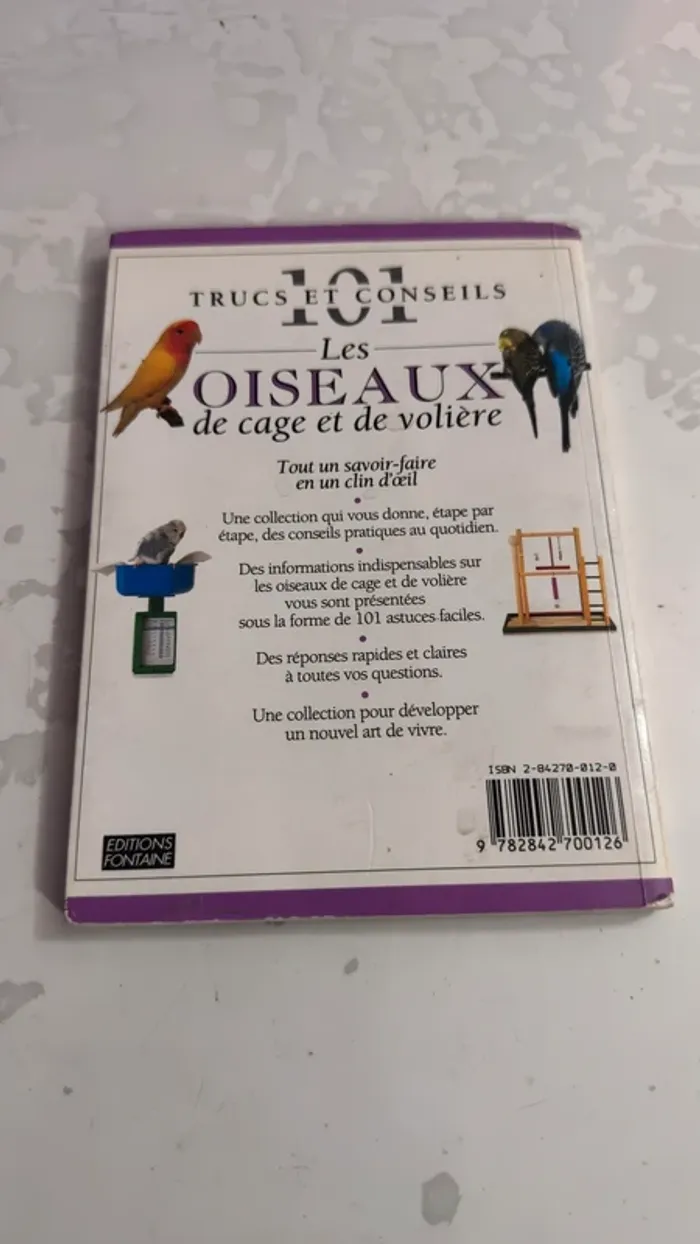 101
TRUCS ET CONSEILS
Les
OISEAUX
de cage et de volière
Tout un savoir-faire
en un clin d'œil
Une collection qui vous donne, étape par
étape, des conseils pratiques au quotidien.
Des informations indispensables sur
les oiseaux de cage et de volière
vous sont présentées
sous la forme de 101 astuces faciles.
Des réponses rapides et claires
à toutes vos questions.
Une collection pour développer
un nouvel art de vivre.
ISBN 2-84270-012-0
9 782842 700126
EDITIONS
FONTAINE